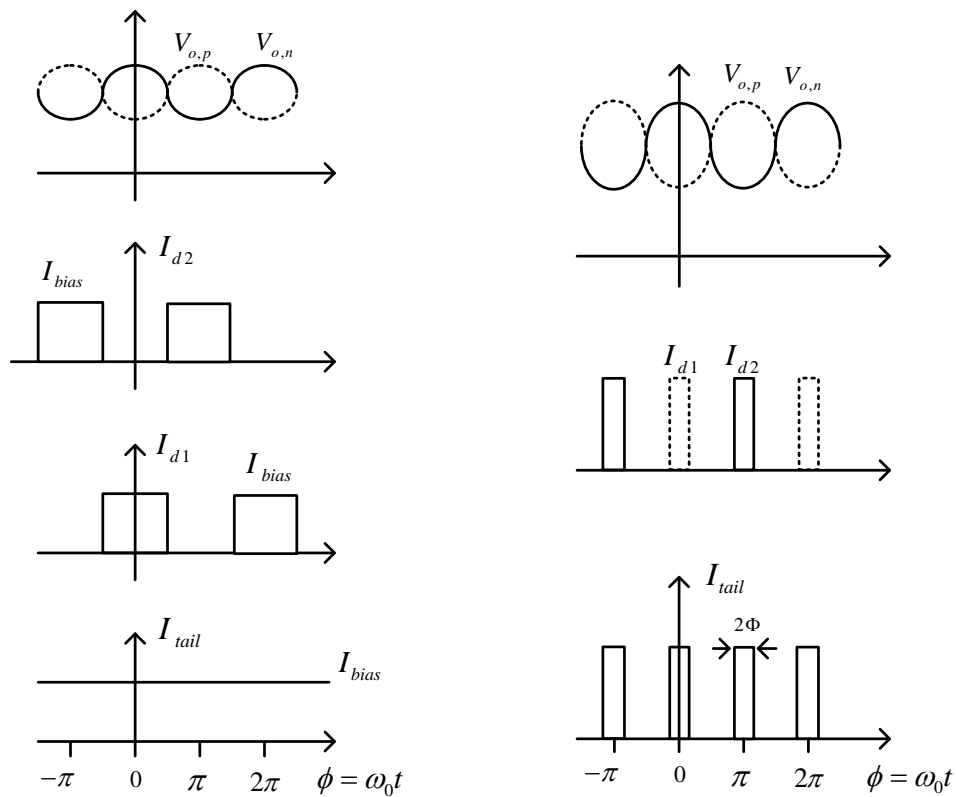 V_{o,p} V_{o,n}
I_{d2}
I_{bias}
I_{d1}
I_{bias}
I_{tail}
I_{bias}
−π 0 π 2π ϕ = ω_0 t
V_{o,p} V_{o,n}
I_{d1} I_{d2}
I_{tail}
2Φ
−π 0 π 2π ϕ = ω_0 t